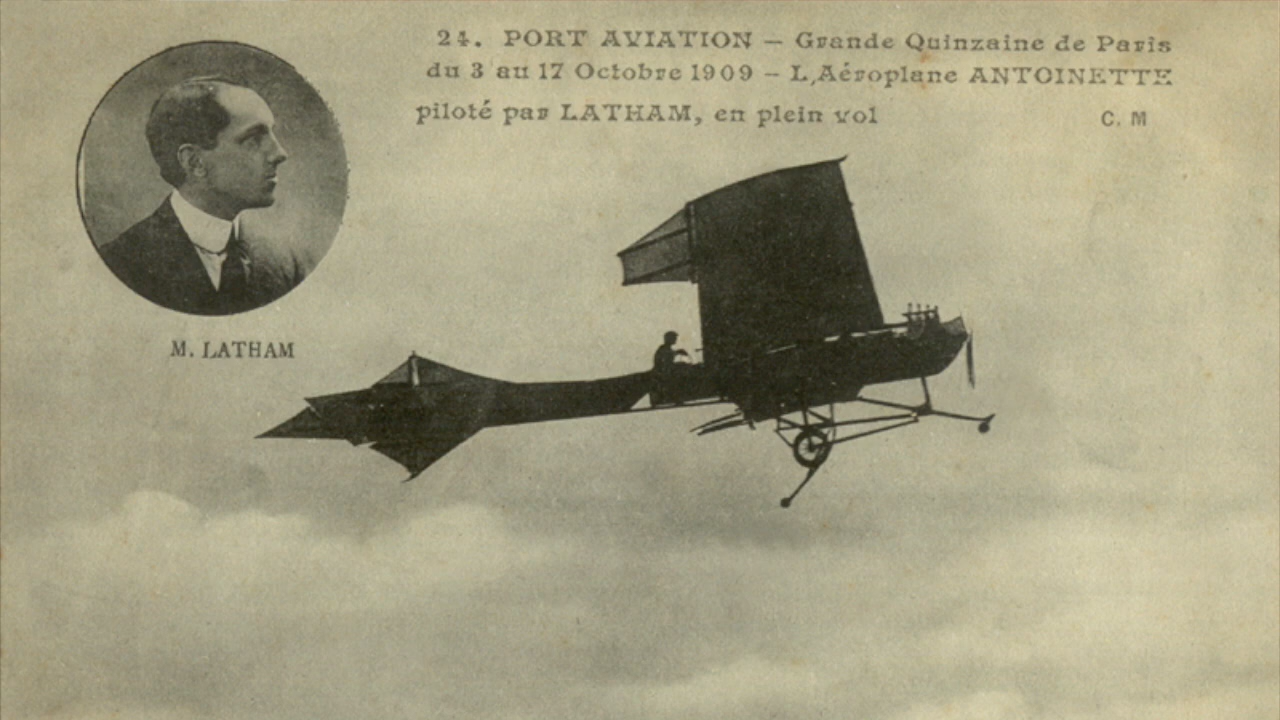 24. PORT AVIATION — Grande Quinzaine de Paris
du 3 au 17 Octobre 1909 — L'Aéroplane ANTOINETTE
piloté par LATHAM, en plein vol
C. M
M. LATHAM